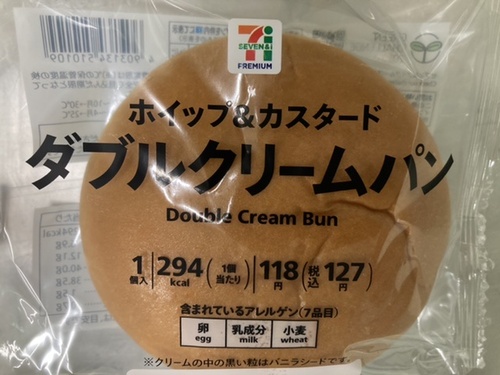 SEVEN&i
PREMIUM
ホイップ&カスタード
ダブルクリームパン
Double Cream Bun
1個入
294kcal(1個当たり)
118円(税込127円)
含まれているアレルゲン(7品目)
卵 乳成分 小麦
egg milk wheat
※クリームの中の黒い粒はバニラシードです。